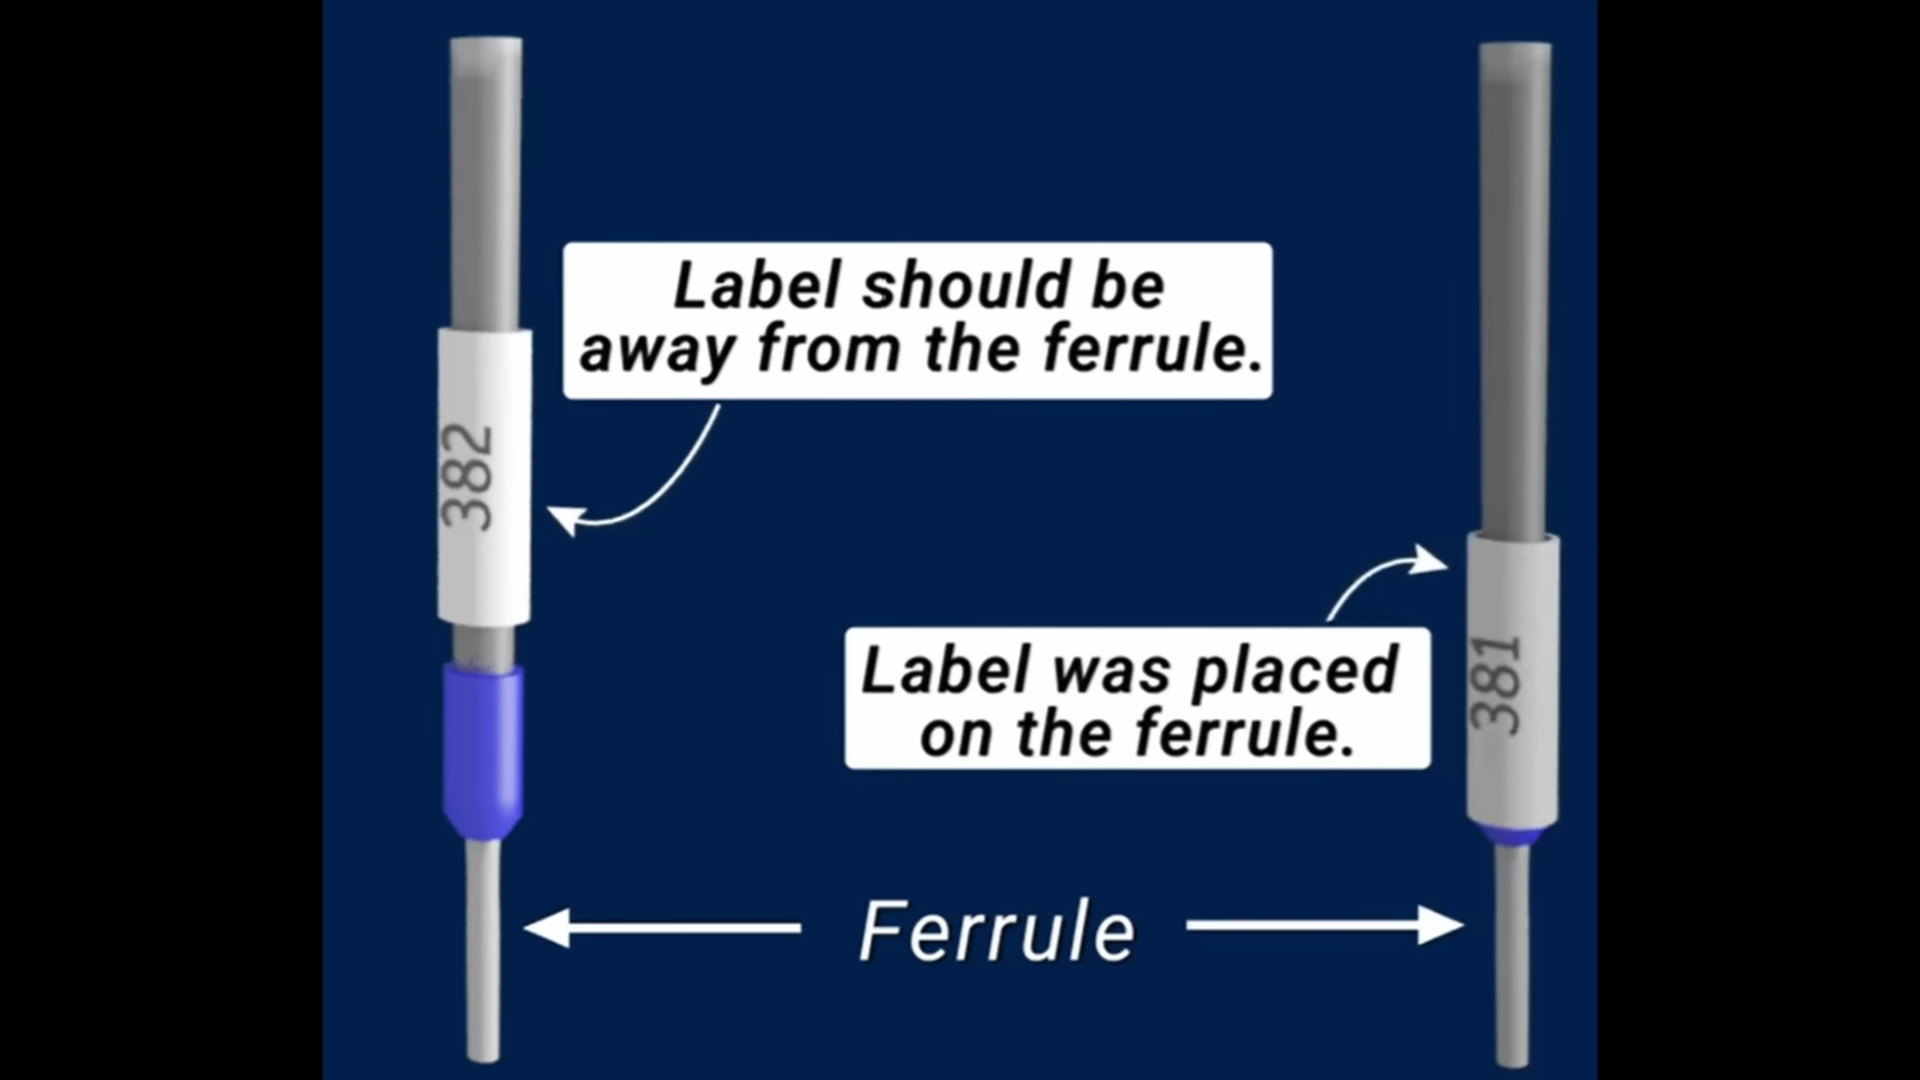 Label should be
away from the ferrule.
382
Label was placed
on the ferrule.
381
Ferrule